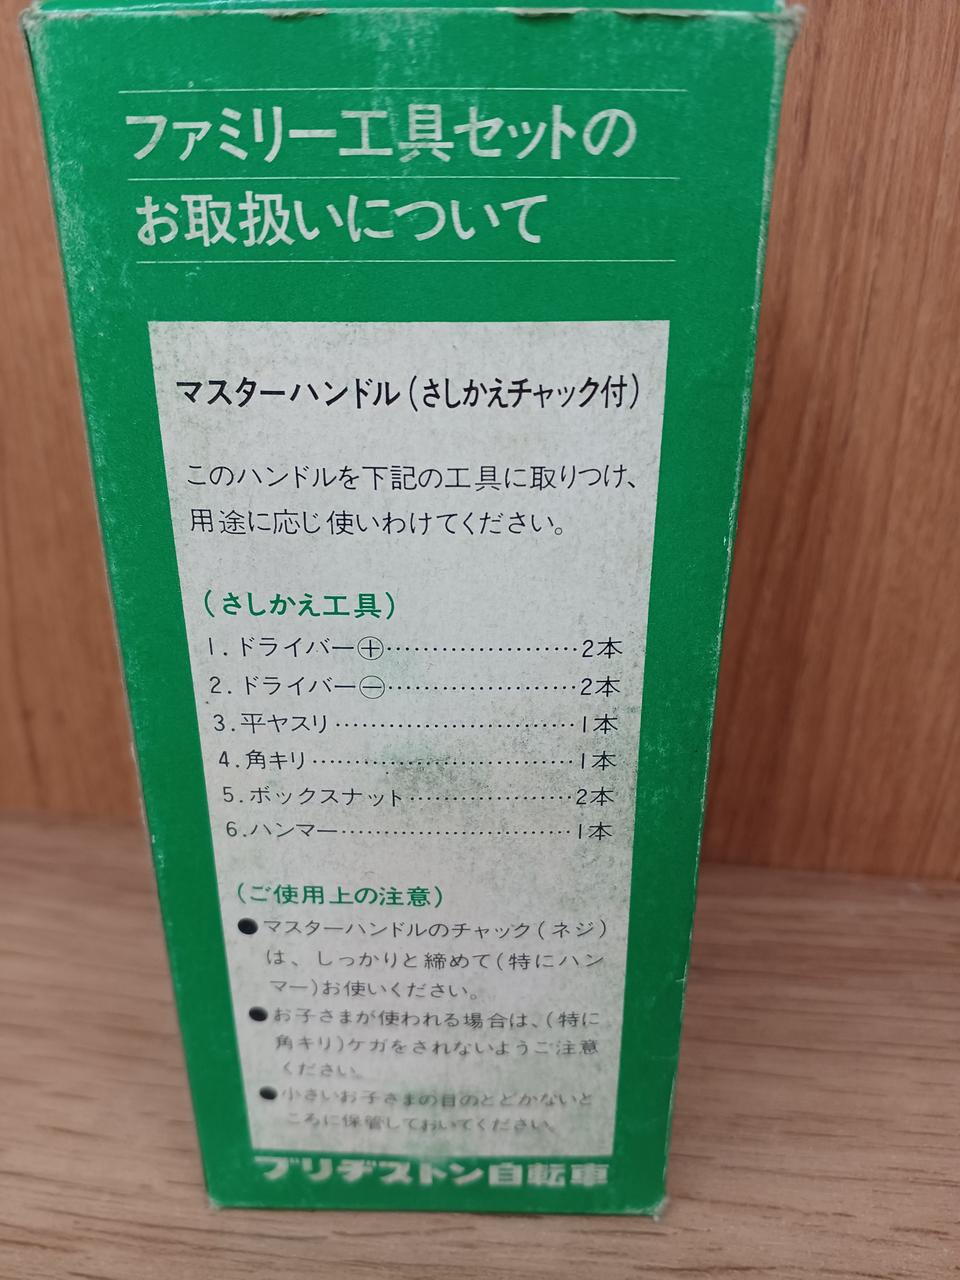 ファミリー工具セットの
お取扱いについて
マスターハンドル(さしかえチャック付)
このハンドルを下記の工具に取りつけ、
用途に応じ使いわけてください。
(さしかえ工具)
1.ドライバー⊕……………………2本
2.ドライバー⊖……………………2本
3.平ヤスリ…………………………1本
4.角キリ……………………………1本
5.ボックスナット…………………2本
6.ハンマー…………………………1本
(ご使用上の注意)
●マスターハンドルのチャック(ネジ)
は、しっかりと締めて(特にハン
マー)お使いください。
●お子さまが使われる場合は、(特に
角キリ)ケガをされないようご注意
ください。
●小さいお子さまの目のとどかないと
ころに保管しておいてください。
ブリヂストン自転車